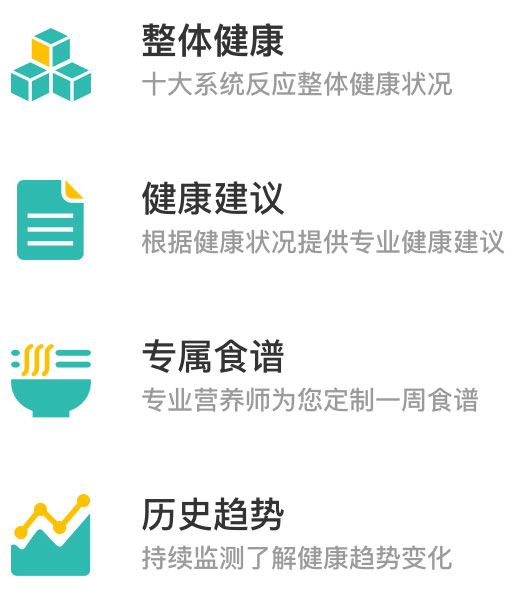 整体健康
十大系统反应整体健康状况
健康建议
根据健康状况提供专业健康建议
专属食谱
专业营养师为您定制一周食谱
历史趋势
持续监测了解健康趋势变化